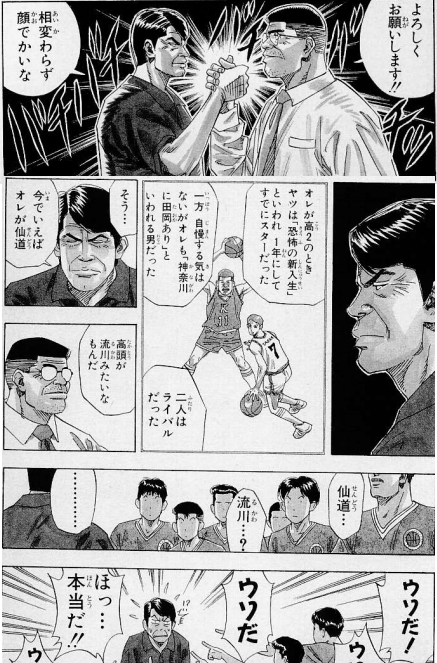 よろしく
お願いします!!
相変わらず
顔でかいな
オレが高2のとき
ヤツは「恐怖の新入生」
といわれ 1年にして
すでにスターだった
一方 自慢する気は
ないがオレも「神奈川
に田岡あり」と
いわれる男だった
二人は
ライバル
だった
7
そう…
今でいえば
オレが仙道
高頭が
流川みたいな
もんだ
仙道…
流川…?
………
ウソだ!
ウソだ
ほっ…
本当だ!!
ウ
ウ